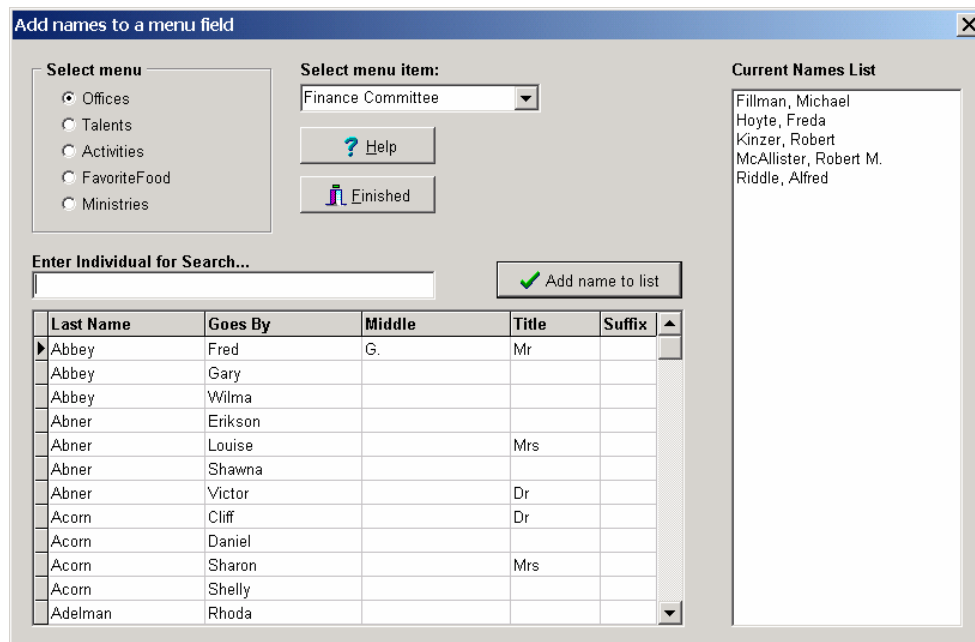 Add names to a menu field
Select menu
Offices
Talents
Activities
FavoriteFood
Ministries
Select menu item:
Finance Committee
Help
Finished
Current Names List
Fillman, Michael
Hoyte, Freda
Kinzer, Robert
McAllister, Robert M.
Riddle, Alfred
Enter Individual for Search...
Add name to list
Last Name Goes By Middle Title Suffix
Abbey Fred G. Mr
Abbey Gary
Abbey Wilma
Abner Erikson
Abner Louise Mrs
Abner Shawna
Abner Victor Dr
Acorn Cliff Dr
Acorn Daniel
Acorn Sharon Mrs
Acorn Shelly
Adelman Rhoda